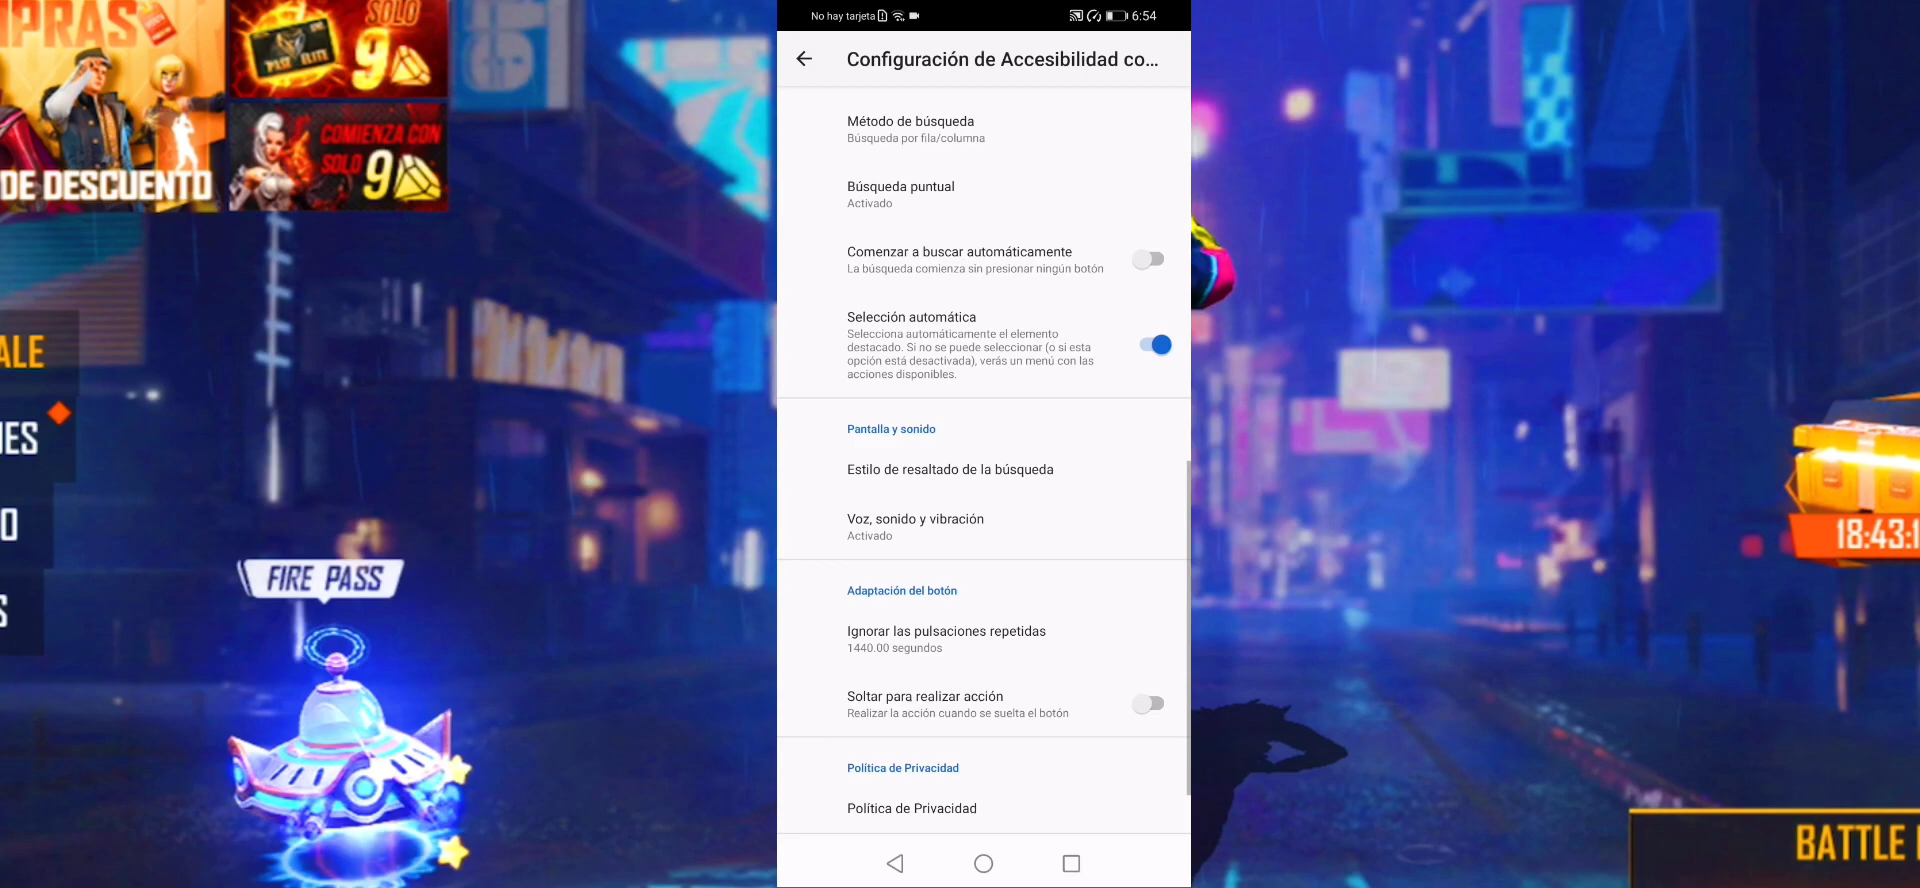 No hay tarjeta
6:54
Configuración de Accesibilidad co...
Método de búsqueda
Búsqueda por fila/columna
Búsqueda puntual
Activado
Comenzar a buscar automáticamente
La búsqueda comienza sin presionar ningún botón
Selección automática
Selecciona automáticamente el elemento
destacado. Si no se puede seleccionar (o si esta
opción está desactivada), verás un menú con las
acciones disponibles.
Pantalla y sonido
Estilo de resaltado de la búsqueda
Voz, sonido y vibración
Activado
Adaptación del botón
Ignorar las pulsaciones repetidas
1440.00 segundos
Soltar para realizar acción
Realizar la acción cuando se suelta el botón
Política de Privacidad
Política de Privacidad
MPRAS
DE DESCUENTO
SOLO
9
COMIENZA CON
SOLO 9
ALE
ES
O
S
FIRE PASS
18:43:1
BATTLE